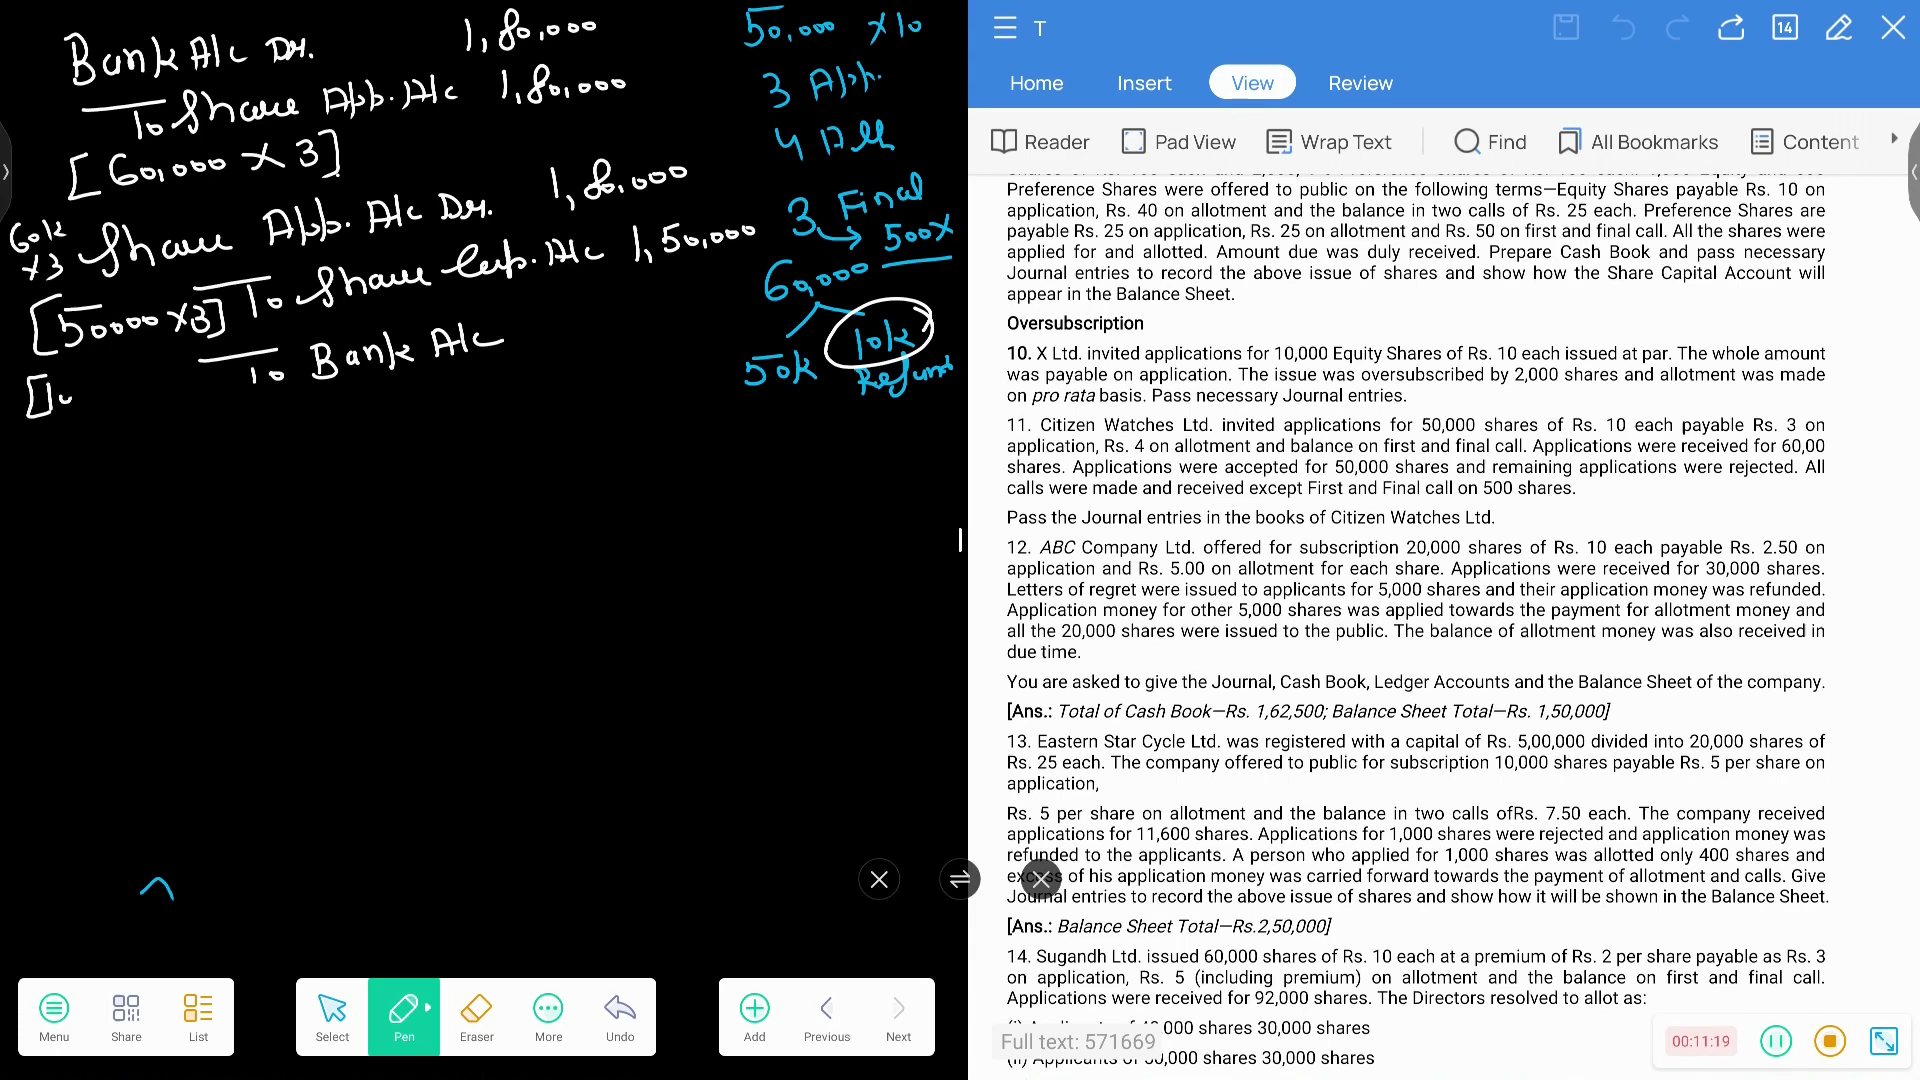 Bank A/c Dr. 1,80,000
To Share App. A/c 1,80,000
[60,000 x 3]
60k x3 Share App. A/c Dr. 1,80,000
[50000 x3] To Share Cap. A/c 1,50,000
To Bank A/c
50,000 x 10
3 App.
4 All
3 Final
500X
60,000
50k 10k
Refund
T
14
Home Insert View Review
Reader Pad View Wrap Text Find All Bookmarks Content
Preference Shares were offered to public on the following terms—Equity Shares payable Rs. 10 on
application, Rs. 40 on allotment and the balance in two calls of Rs. 25 each. Preference Shares are
payable Rs. 25 on application, Rs. 25 on allotment and Rs. 50 on first and final call. All the shares were
applied for and allotted. Amount due was duly received. Prepare Cash Book and pass necessary
Journal entries to record the above issue of shares and show how the Share Capital Account will
appear in the Balance Sheet.
Oversubscription
10. X Ltd. invited applications for 10,000 Equity Shares of Rs. 10 each issued at par. The whole amount
was payable on application. The issue was oversubscribed by 2,000 shares and allotment was made
on pro rata basis. Pass necessary Journal entries.
11. Citizen Watches Ltd. invited applications for 50,000 shares of Rs. 10 each payable Rs. 3 on
application, Rs. 4 on allotment and balance on first and final call. Applications were received for 60,00
shares. Applications were accepted for 50,000 shares and remaining applications were rejected. All
calls were made and received except First and Final call on 500 shares.
Pass the Journal entries in the books of Citizen Watches Ltd.
12. ABC Company Ltd. offered for subscription 20,000 shares of Rs. 10 each payable Rs. 2.50 on
application and Rs. 5.00 on allotment for each share. Applications were received for 30,000 shares.
Letters of regret were issued to applicants for 5,000 shares and their application money was refunded.
Application money for other 5,000 shares was applied towards the payment for allotment money and
all the 20,000 shares were issued to the public. The balance of allotment money was also received in
due time.
You are asked to give the Journal, Cash Book, Ledger Accounts and the Balance Sheet of the company.
[Ans.: Total of Cash Book—Rs. 1,62,500; Balance Sheet Total—Rs. 1,50,000]
13. Eastern Star Cycle Ltd. was registered with a capital of Rs. 5,00,000 divided into 20,000 shares of
Rs. 25 each. The company offered to public for subscription 10,000 shares payable Rs. 5 per share on
application,
Rs. 5 per share on allotment and the balance in two calls ofRs. 7.50 each. The company received
applications for 11,600 shares. Applications for 1,000 shares were rejected and application money was
refunded to the applicants. A person who applied for 1,000 shares was allotted only 400 shares and
excess of his application money was carried forward towards the payment of allotment and calls. Give
Journal entries to record the above issue of shares and show how it will be shown in the Balance Sheet.
[Ans.: Balance Sheet Total—Rs.2,50,000]
14. Sugandh Ltd. issued 60,000 shares of Rs. 10 each at a premium of Rs. 2 per share payable as Rs. 3
on application, Rs. 5 (including premium) on allotment and the balance on first and final call.
Applications were received for 92,000 shares. The Directors resolved to allot as:
000 shares 30,000 shares
Full text: 571669
(ii) Applicants of 50,000 shares 30,000 shares
Menu Share List Select Pen Eraser More Undo Add Previous Next
00:11:19